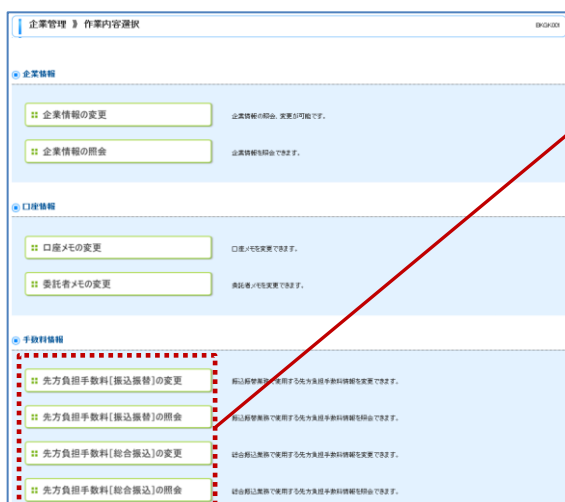 企業管理 》 作業内容選択
BKGK001
企業情報
企業情報の変更
企業情報の照会、変更が可能です。
企業情報の照会
企業情報を照会できます。
口座情報
口座メモの変更
口座メモを変更できます。
委託者メモの変更
委託者メモを変更できます。
手数料情報
先方負担手数料[振込振替]の変更
振込振替業務で使用する先方負担手数料情報を変更できます。
先方負担手数料[振込振替]の照会
振込振替業務で使用する先方負担手数料情報を照会できます。
先方負担手数料[総合振込]の変更
総合振込業務で使用する先方負担手数料情報を変更できます。
先方負担手数料[総合振込]の照会
総合振込業務で使用する先方負担手数料情報を照会できます。